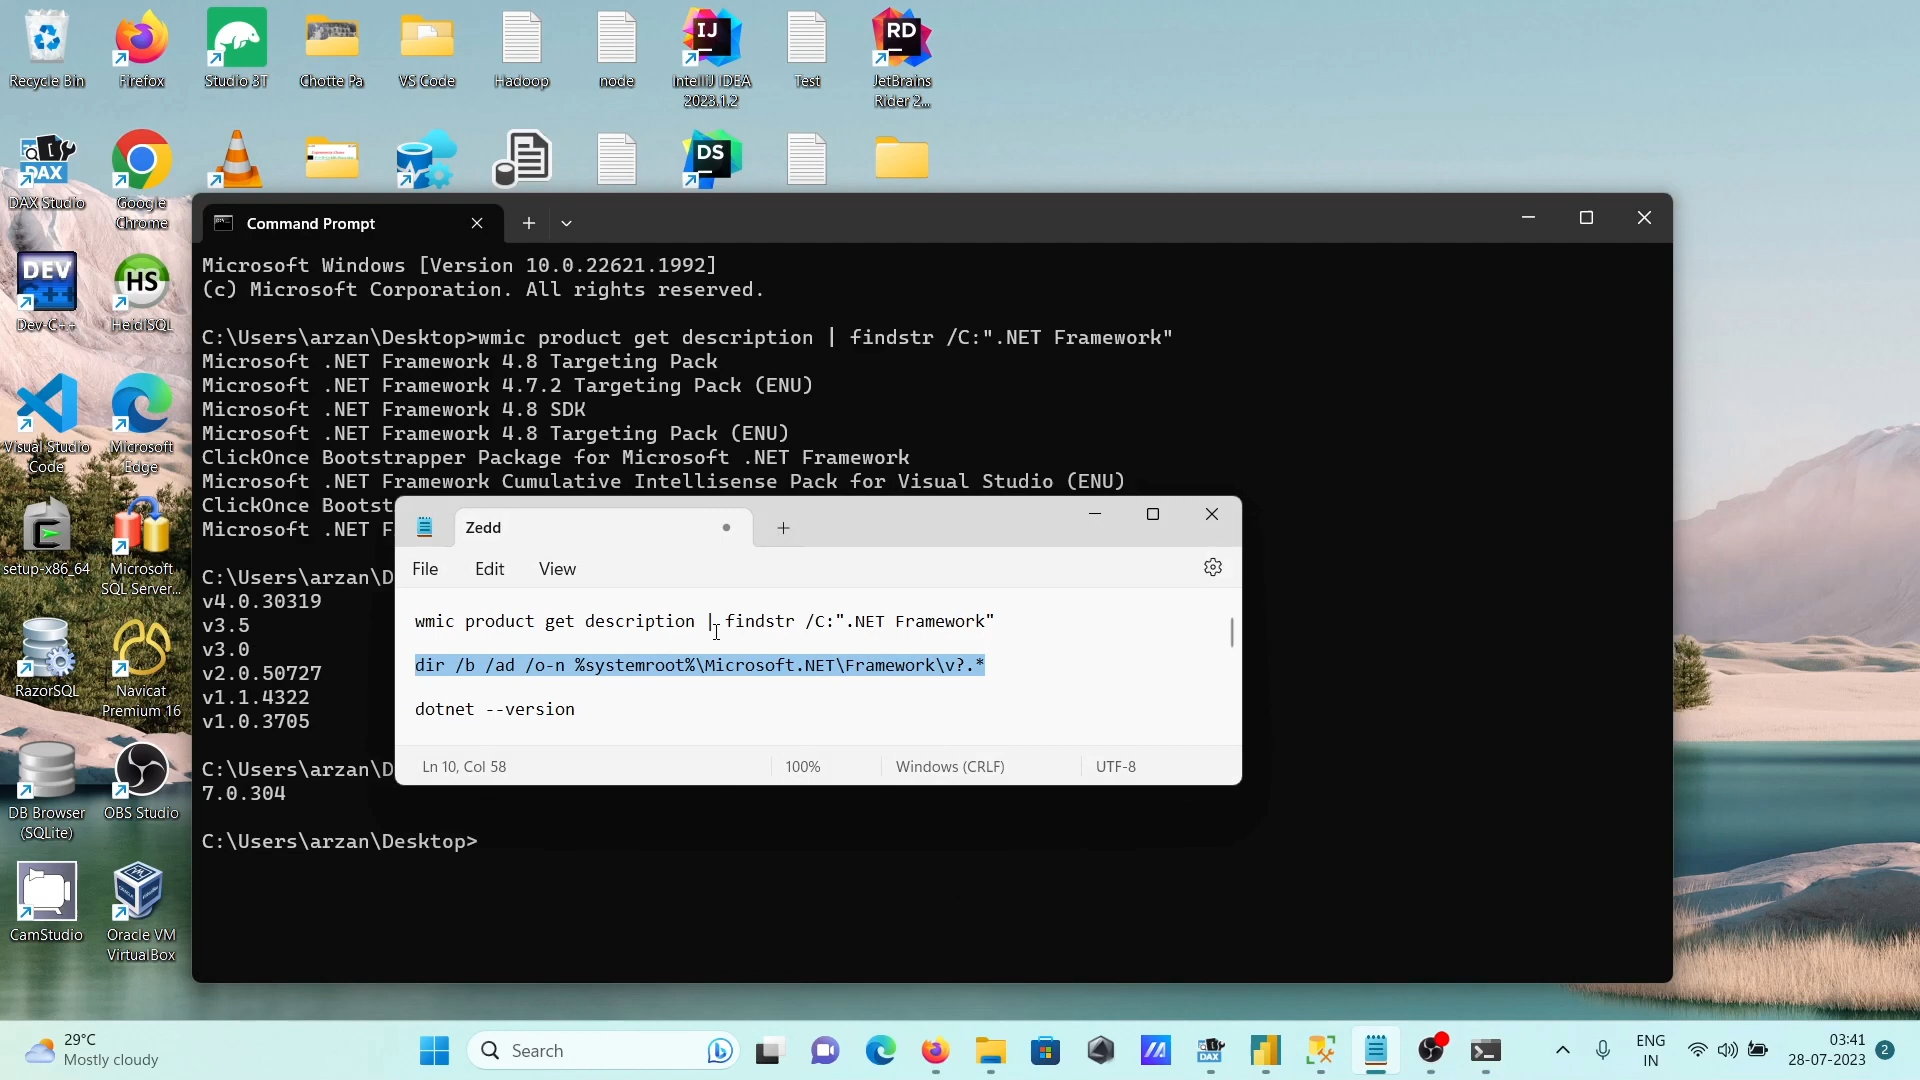 Recycle Bin
Firefox
Studio 3T
Chotte Pa
VS Code
Hadoop
node
IJ
IntelliJ IDEA
2023.1.2
Test
RD
JetBrains
Rider 2...
DAX
DAX Studio
Google
Chrome
DS
DEV
Dev-C++
HS
HeidiSQL
Visual Studio
Code
Microsoft
Edge
setup-x86_64
Microsoft
SQL Server...
RazorSQL
Navicat
Premium 16
DB Browser
(SQLite)
OBS Studio
CamStudio
Oracle VM
VirtualBox
Command Prompt
Microsoft Windows [Version 10.0.22621.1992]
(c) Microsoft Corporation. All rights reserved.
C:\Users\arzan\Desktop>wmic product get description | findstr /C:".NET Framework"
Microsoft .NET Framework 4.8 Targeting Pack
Microsoft .NET Framework 4.7.2 Targeting Pack (ENU)
Microsoft .NET Framework 4.8 SDK
Microsoft .NET Framework 4.8 Targeting Pack (ENU)
ClickOnce Bootstrapper Package for Microsoft .NET Framework
Microsoft .NET Framework Cumulative Intellisense Pack for Visual Studio (ENU)
ClickOnce Bootst
Microsoft .NET F
C:\Users\arzan\D
v4.0.30319
v3.5
v3.0
v2.0.50727
v1.1.4322
v1.0.3705
C:\Users\arzan\D
7.0.304
C:\Users\arzan\Desktop>
Zedd
File Edit View
wmic product get description | findstr /C:".NET Framework"
dir /b /ad /o-n %systemroot%\Microsoft.NET\Framework\v?.*
dotnet --version
Ln 10, Col 58 100% Windows (CRLF) UTF-8
29°C
Mostly cloudy
Search
DAX
ENG
IN
03:41
28-07-2023
2